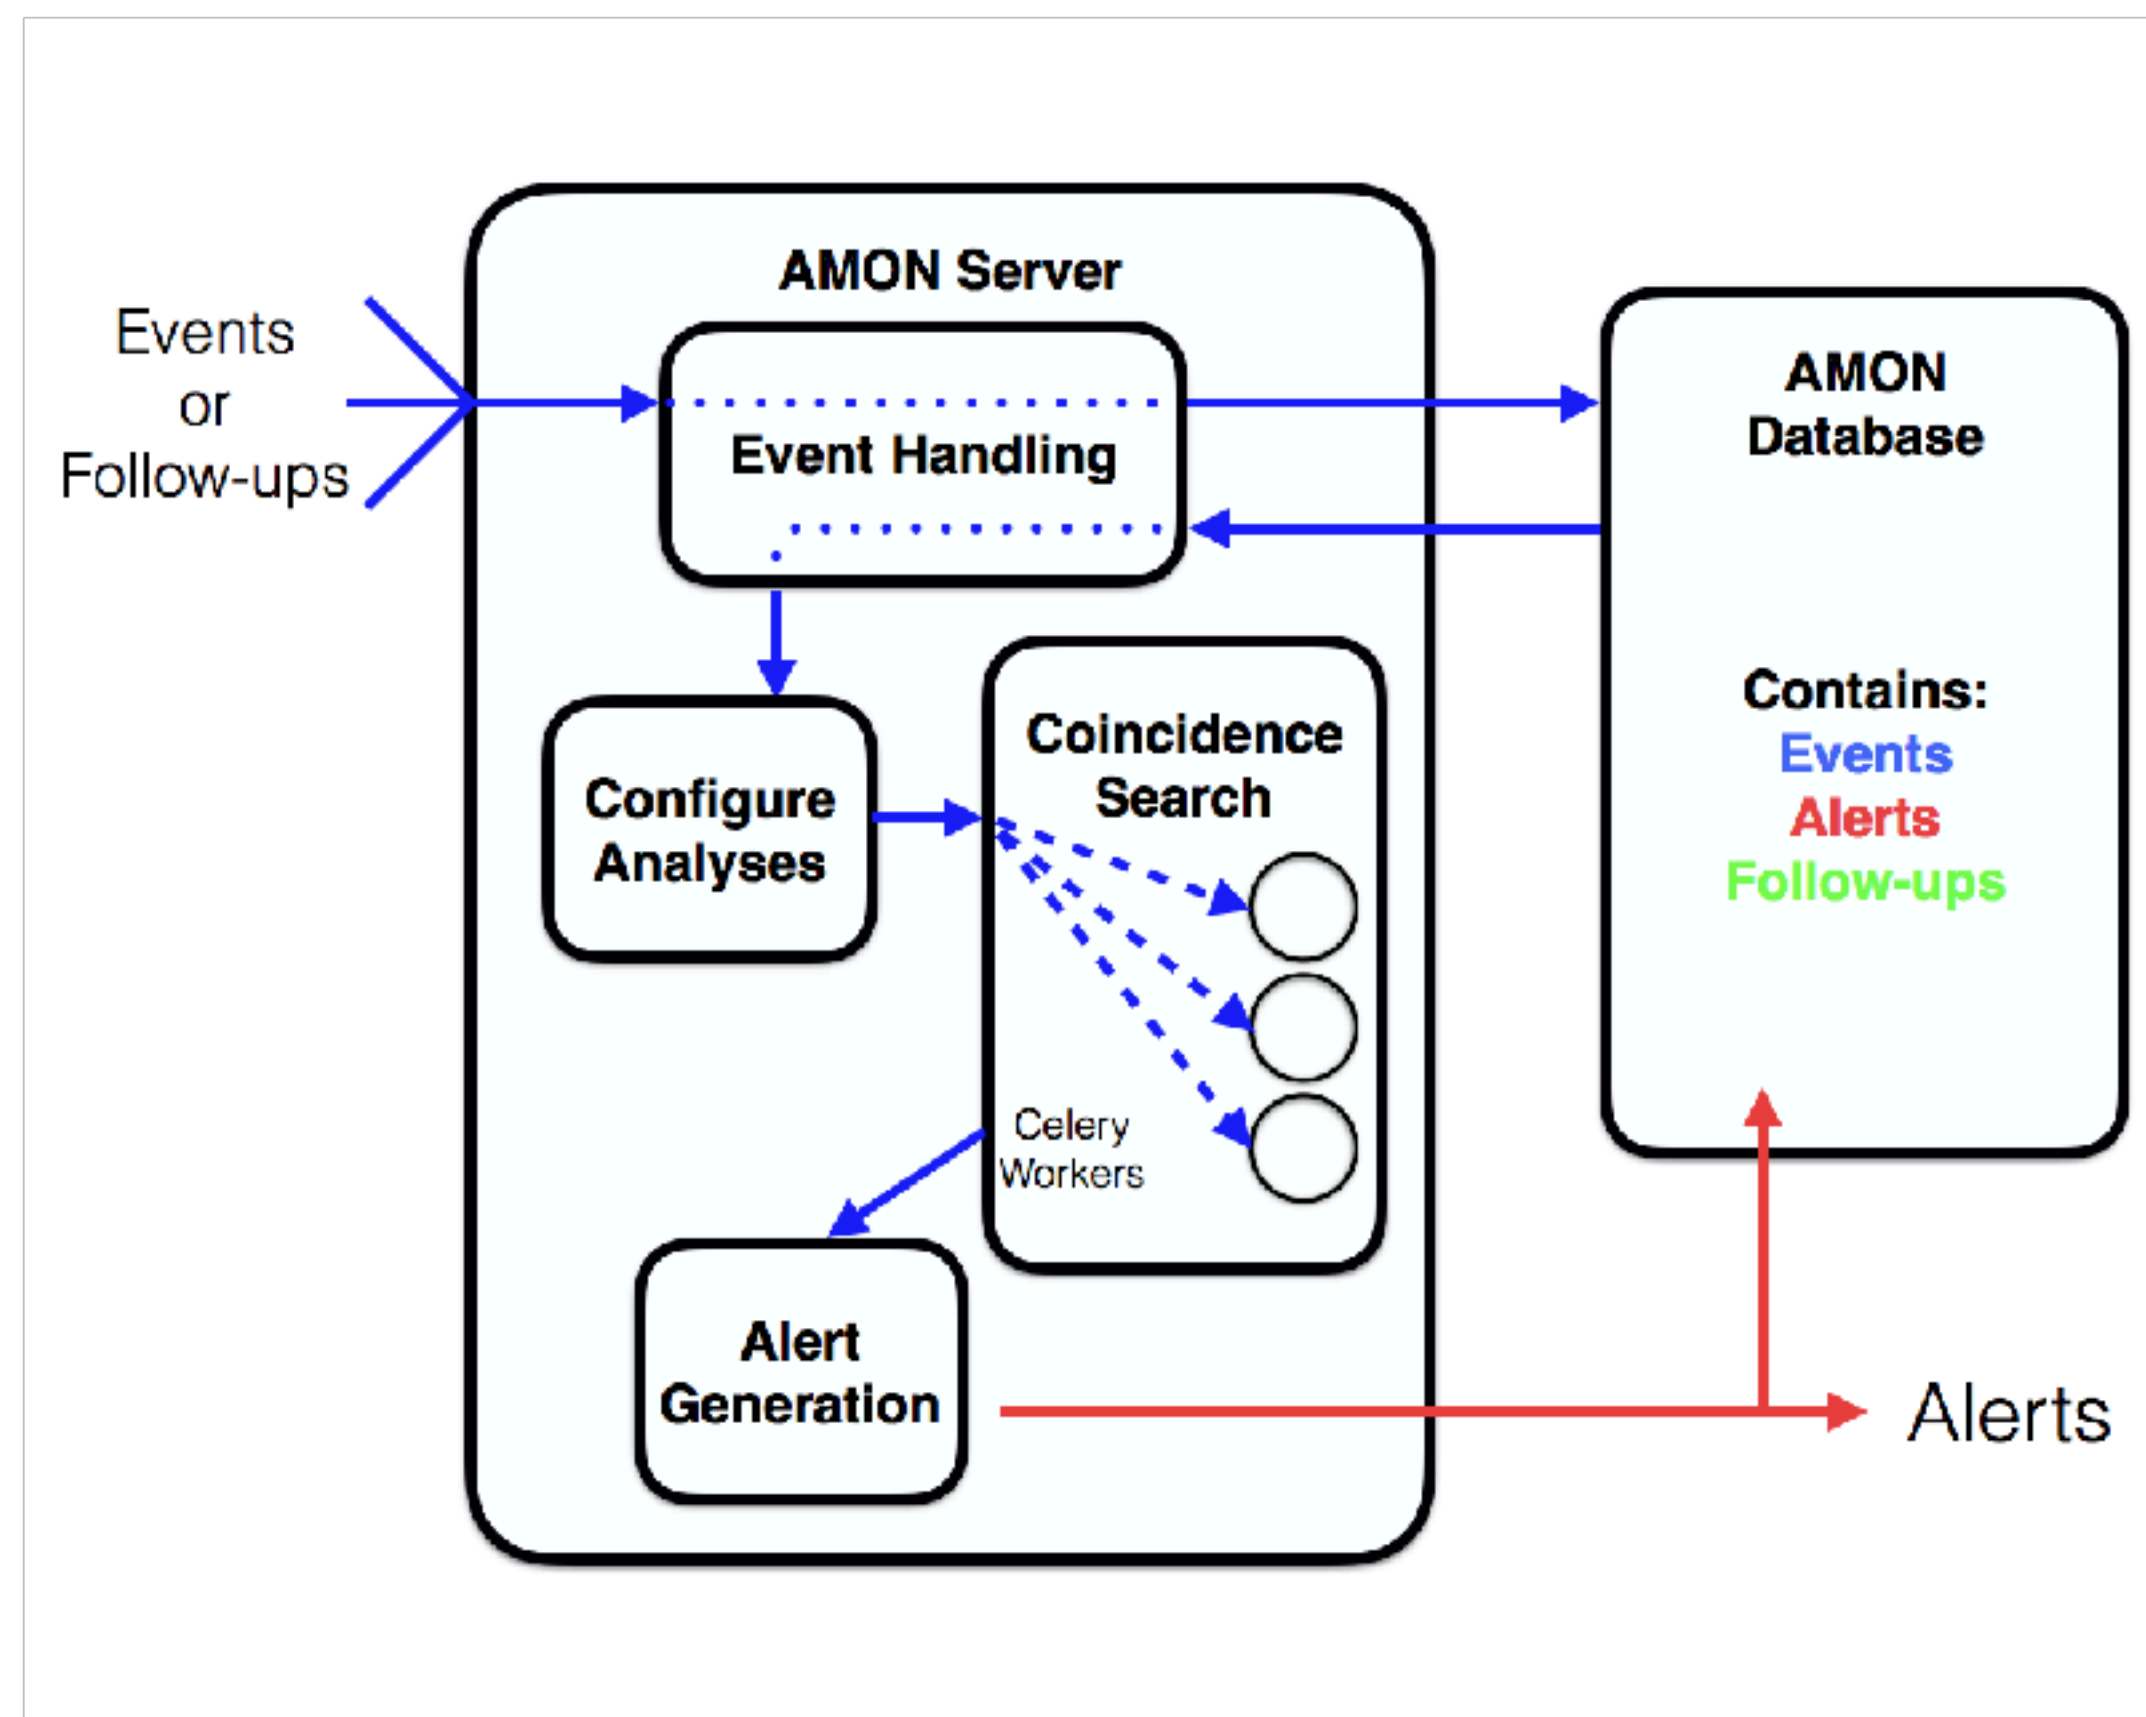 AMON Server
Events
or
Follow-ups
Event Handling
AMON
Database
Contains:
Events
Alerts
Follow-ups
Configure
Analyses
Coincidence
Search
Celery
Workers
Alert
Generation
Alerts